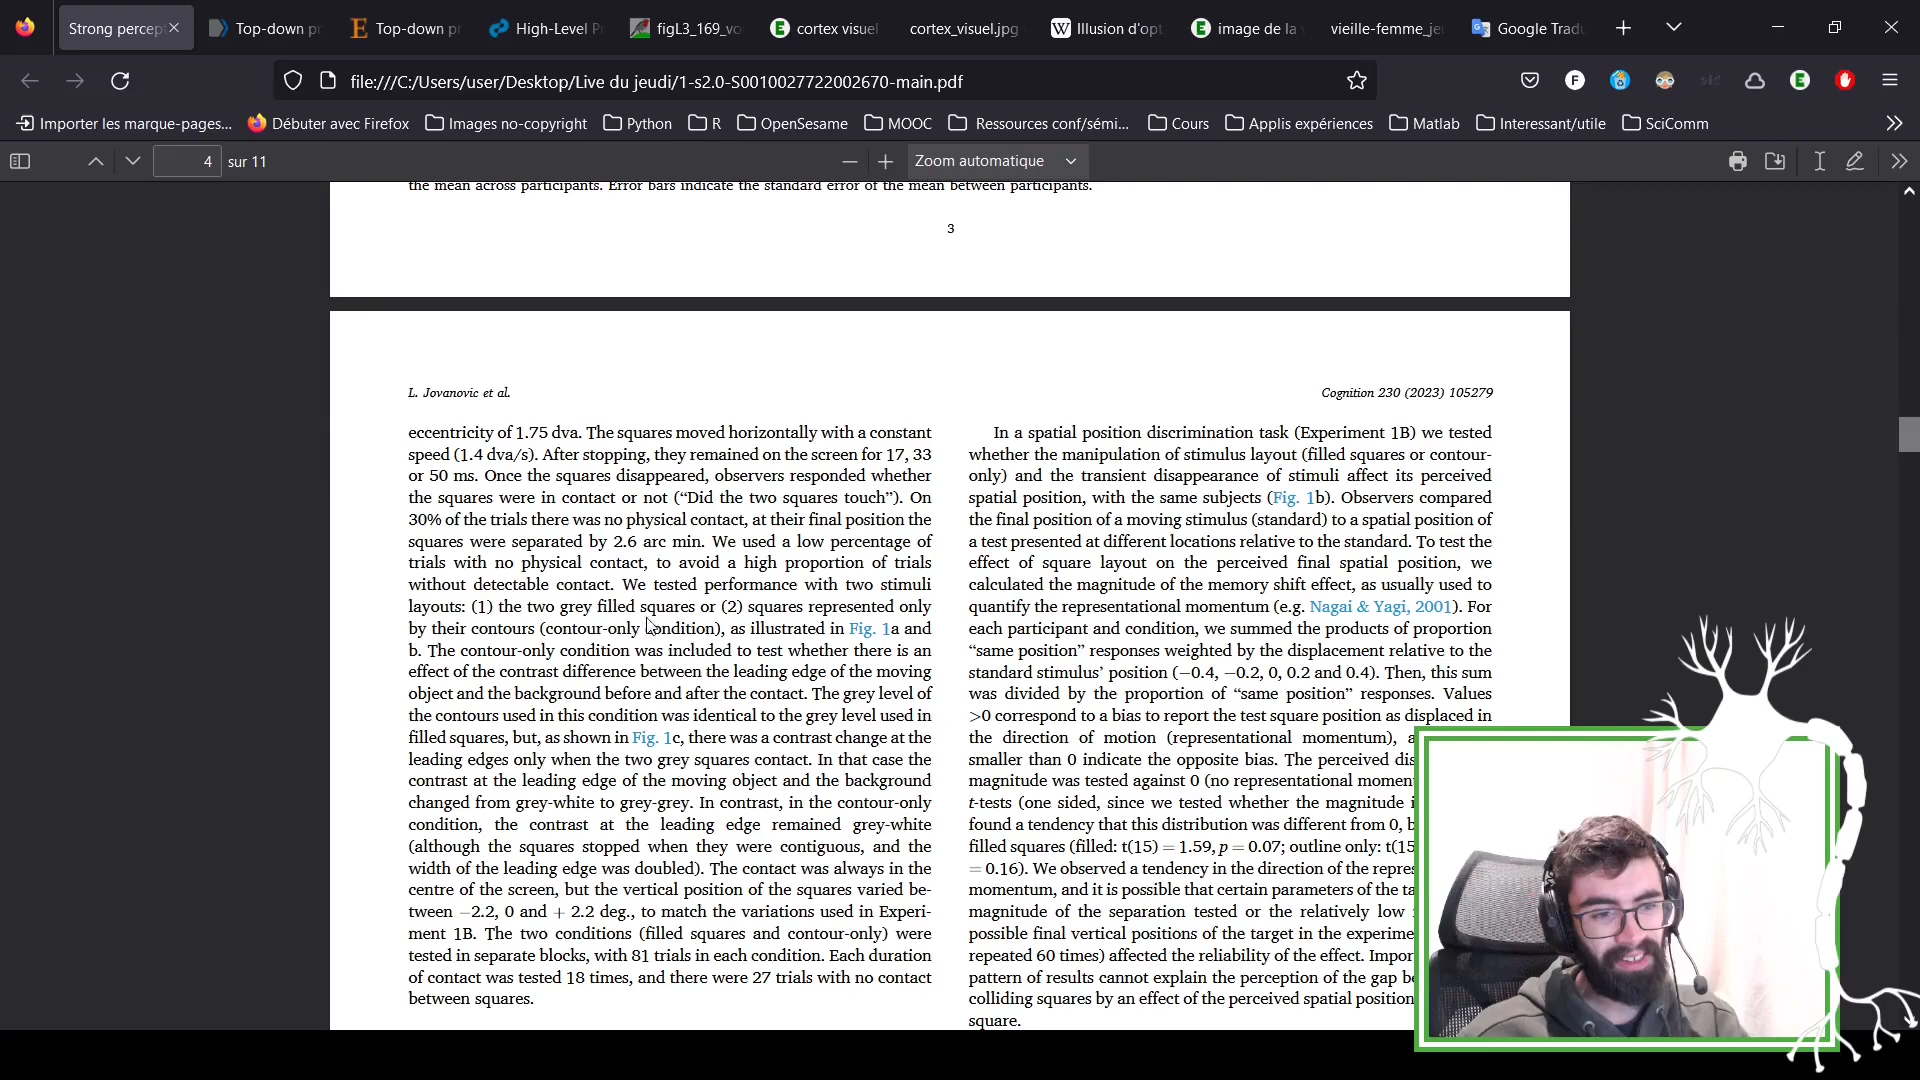 Strong percep
Top-down p
Top-down p
High-Level P
figL3_169_vo
cortex visuel
cortex_visuel.jpg
Illusion d'opt
image de la v
vieille-femme_je
Google Tradu
file:///C:/Users/user/Desktop/Live du jeudi/1-s2.0-S0010027722002670-main.pdf
Importer les marque-pages...
Débuter avec Firefox
Images no-copyright
Python
R
OpenSesame
MOOC
Ressources conf/sémi...
Cours
Applis expériences
Matlab
Interessant/utile
SciComm
4 sur 11
Zoom automatique
the mean across participants. Error bars indicate the standard error of the mean between participants.
3
L. Jovanovic et al.
Cognition 230 (2023) 105279
eccentricity of 1.75 dva. The squares moved horizontally with a constant
speed (1.4 dva/s). After stopping, they remained on the screen for 17, 33
or 50 ms. Once the squares disappeared, observers responded whether
the squares were in contact or not (“Did the two squares touch”). On
30% of the trials there was no physical contact, at their final position the
squares were separated by 2.6 arc min. We used a low percentage of
trials with no physical contact, to avoid a high proportion of trials
without detectable contact. We tested performance with two stimuli
layouts: (1) the two grey filled squares or (2) squares represented only
by their contours (contour-only condition), as illustrated in Fig. 1a and
b. The contour-only condition was included to test whether there is an
effect of the contrast difference between the leading edge of the moving
object and the background before and after the contact. The grey level of
the contours used in this condition was identical to the grey level used in
filled squares, but, as shown in Fig. 1c, there was a contrast change at the
leading edges only when the two grey squares contact. In that case the
contrast at the leading edge of the moving object and the background
changed from grey-white to grey-grey. In contrast, in the contour-only
condition, the contrast at the leading edge remained grey-white
(although the squares stopped when they were contiguous, and the
width of the leading edge was doubled). The contact was always in the
centre of the screen, but the vertical position of the squares varied be-
tween −2.2, 0 and + 2.2 deg., to match the variations used in Experi-
ment 1B. The two conditions (filled squares and contour-only) were
tested in separate blocks, with 81 trials in each condition. Each duration
of contact was tested 18 times, and there were 27 trials with no contact
between squares.
In a spatial position discrimination task (Experiment 1B) we tested
whether the manipulation of stimulus layout (filled squares or contour-
only) and the transient disappearance of stimuli affect its perceived
spatial position, with the same subjects (Fig. 1b). Observers compared
the final position of a moving stimulus (standard) to a spatial position of
a test presented at different locations relative to the standard. To test the
effect of square layout on the perceived final spatial position, we
calculated the magnitude of the memory shift effect, as usually used to
quantify the representational momentum (e.g. Nagai & Yagi, 2001). For
each participant and condition, we summed the products of proportion
“same position” responses weighted by the displacement relative to the
standard stimulus’ position (−0.4, −0.2, 0, 0.2 and 0.4). Then, this sum
was divided by the proportion of “same position” responses. Values
>0 correspond to a bias to report the test square position as displaced in
the direction of motion (representational momentum), a
smaller than 0 indicate the opposite bias. The perceived dis
magnitude was tested against 0 (no representational momen
t-tests (one sided, since we tested whether the magnitude i
found a tendency that this distribution was different from 0, b
filled squares (filled: t(15) = 1.59, p = 0.07; outline only: t(15
= 0.16). We observed a tendency in the direction of the repres
momentum, and it is possible that certain parameters of the ta
magnitude of the separation tested or the relatively low
possible final vertical positions of the target in the experime
repeated 60 times) affected the reliability of the effect. Impor
pattern of results cannot explain the perception of the gap be
colliding squares by an effect of the perceived spatial position
square.